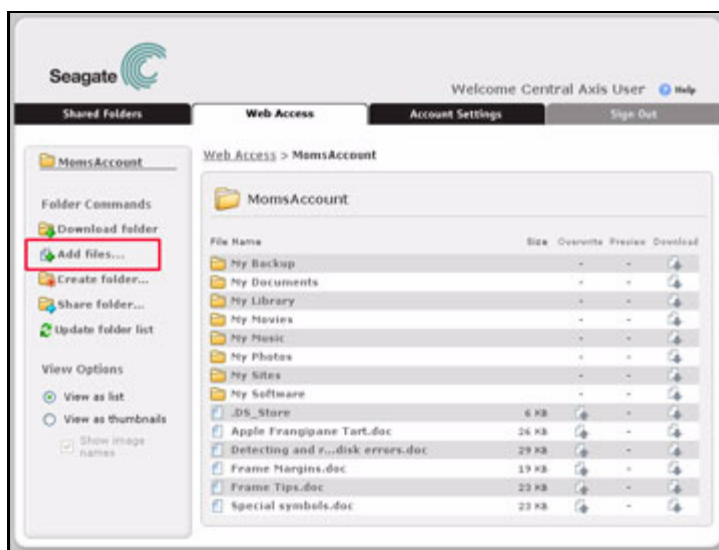 Seagate
Welcome Central Axis User Help
Shared Folders Web Access Account Settings Sign Out
MomsAccount
Folder Commands
Download folder
Add files...
Create folder...
Share folder...
Update folder list
View Options
View as list
View as thumbnails
Show image
names
Web Access > MomsAccount
MomsAccount
File Name Size Overwrite Preview Download
My Backup - -
My Documents - -
My Library - -
My Movies - -
My Music - -
My Photos - -
My Sites - -
My Software - -
.DS_Store 6 KB -
Apple Frangipane Tart.doc 26 KB -
Detecting and r...disk errors.doc 29 KB -
Frame Margins.doc 19 KB -
Frame Tips.doc 23 KB -
Special symbols.doc 23 KB -